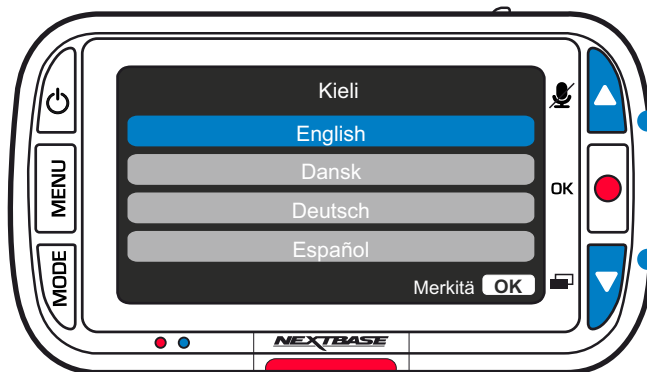 Kieli
English
Dansk
Deutsch
Español
Merkitä OK
MENU
MODE
OK
NEXTBASE